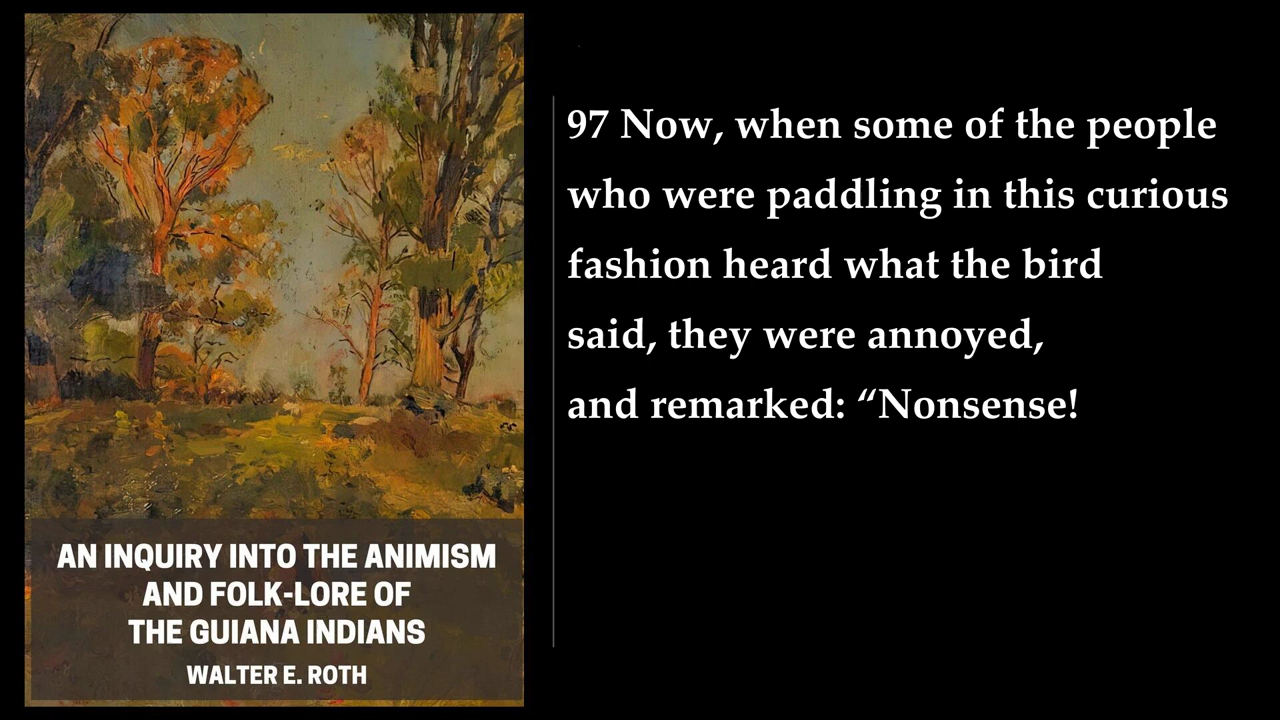 AN INQUIRY INTO THE ANIMISM
AND FOLK-LORE OF
THE GUIANA INDIANS
WALTER E. ROTH
97 Now, when some of the people
who were paddling in this curious
fashion heard what the bird
said, they were annoyed,
and remarked: “Nonsense!